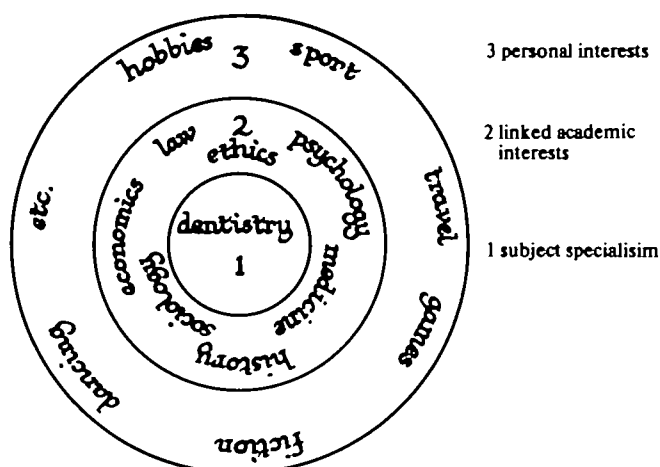 hobbies
3
sport
travel
games
fiction
dancing
etc.
2
ethics
psychology
medicine
history
sociology
economics
law
dentistry
1
3 personal interests
2 linked academic
interests
1 subject specialisim